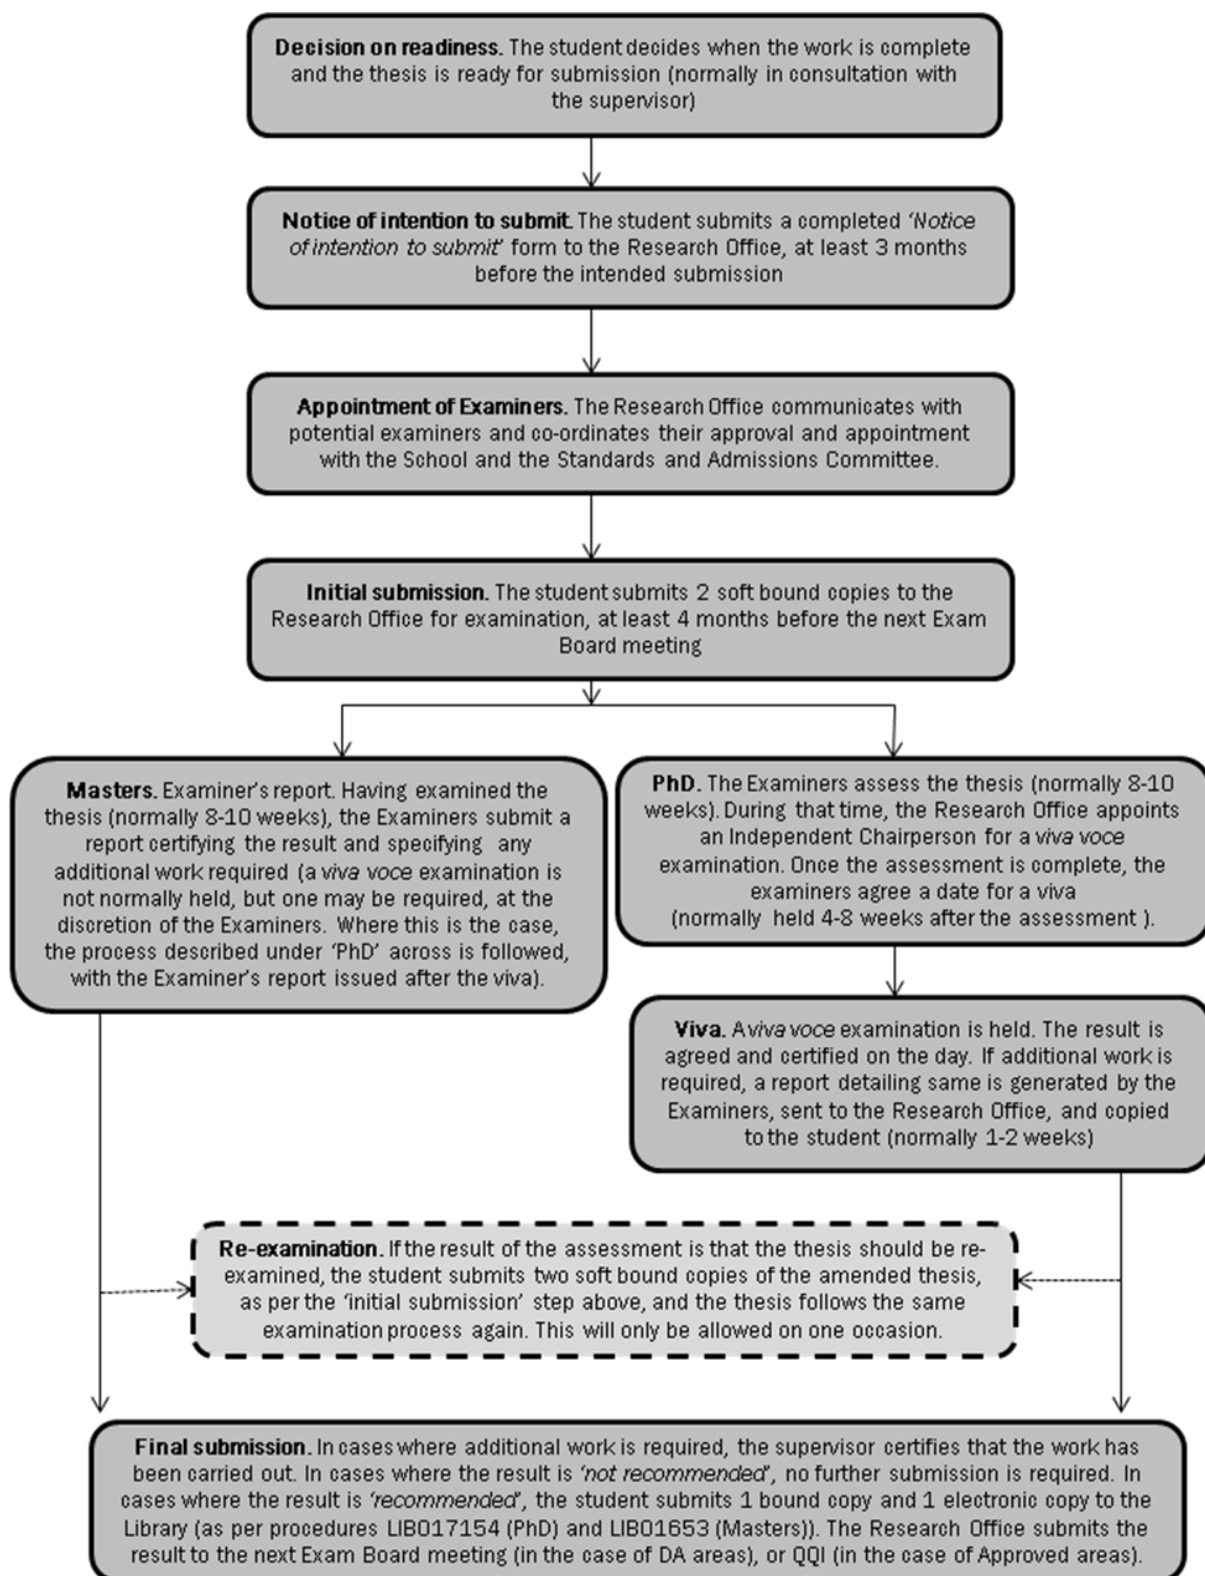 Decision on readiness. The student decides when the work is complete
and the thesis is ready for submission (normally in consultation with
the supervisor)
Notice of intention to submit. The student submits a completed ‘Notice
of intention to submit’ form to the Research Office, at least 3 months
before the intended submission
Appointment of Examiners. The Research Office communicates with
potential examiners and co-ordinates their approval and appointment
with the School and the Standards and Admissions Committee.
Initial submission. The student submits 2 soft bound copies to the
Research Office for examination, at least 4 months before the next Exam
Board meeting
Masters. Examiner’s report. Having examined the
thesis (normally 8-10 weeks), the Examiners submit a
report certifying the result and specifying any
additional work required (a viva voce examination is
not normally held, but one may be required, at the
discretion of the Examiners. Where this is the case,
the process described under ‘PhD’ across is followed,
with the Examiner’s report issued after the viva).
PhD. The Examiners assess the thesis (normally 8-10
weeks). During that time, the Research Office appoints
an Independent Chairperson for a viva voce
examination. Once the assessment is complete, the
examiners agree a date for a viva
(normally held 4-8 weeks after the assessment ).
Viva. A viva voce examination is held. The result is
agreed and certified on the day. If additional work is
required, a report detailing same is generated by the
Examiners, sent to the Research Office, and copied
to the student (normally 1-2 weeks)
Re-examination. If the result of the assessment is that the thesis should be re-
examined, the student submits two soft bound copies of the amended thesis,
as per the ‘initial submission’ step above, and the thesis follows the same
examination process again. This will only be allowed on one occasion.
Final submission. In cases where additional work is required, the supervisor certifies that the work has
been carried out. In cases where the result is ‘not recommended’, no further submission is required. In
cases where the result is ‘recommended’, the student submits 1 bound copy and 1 electronic copy to the
Library (as per procedures LIB017154 (PhD) and LIB01653 (Masters)). The Research Office submits the
result to the next Exam Board meeting (in the case of DA areas), or QQI (in the case of Approved areas).